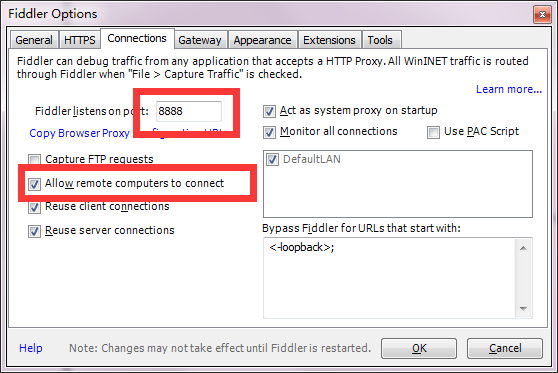 Fiddler Options
General HTTPS Connections Gateway Appearance Extensions Tools
Fiddler can debug traffic from any application that accepts a HTTP Proxy. All WinINET traffic is routed
through Fiddler when "File > Capture Traffic" is checked.
Learn more...
Fiddler listens on port: 8888
Copy Browser Proxy URL
Capture FTP requests
Allow remote computers to connect
Reuse client connections
Reuse server connections
Act as system proxy on startup
Monitor all connections Use PAC Script
DefaultLAN
Bypass Fiddler for URLs that start with:
<-loopback>;
Help Note: Changes may not take effect until Fiddler is restarted. OK Cancel